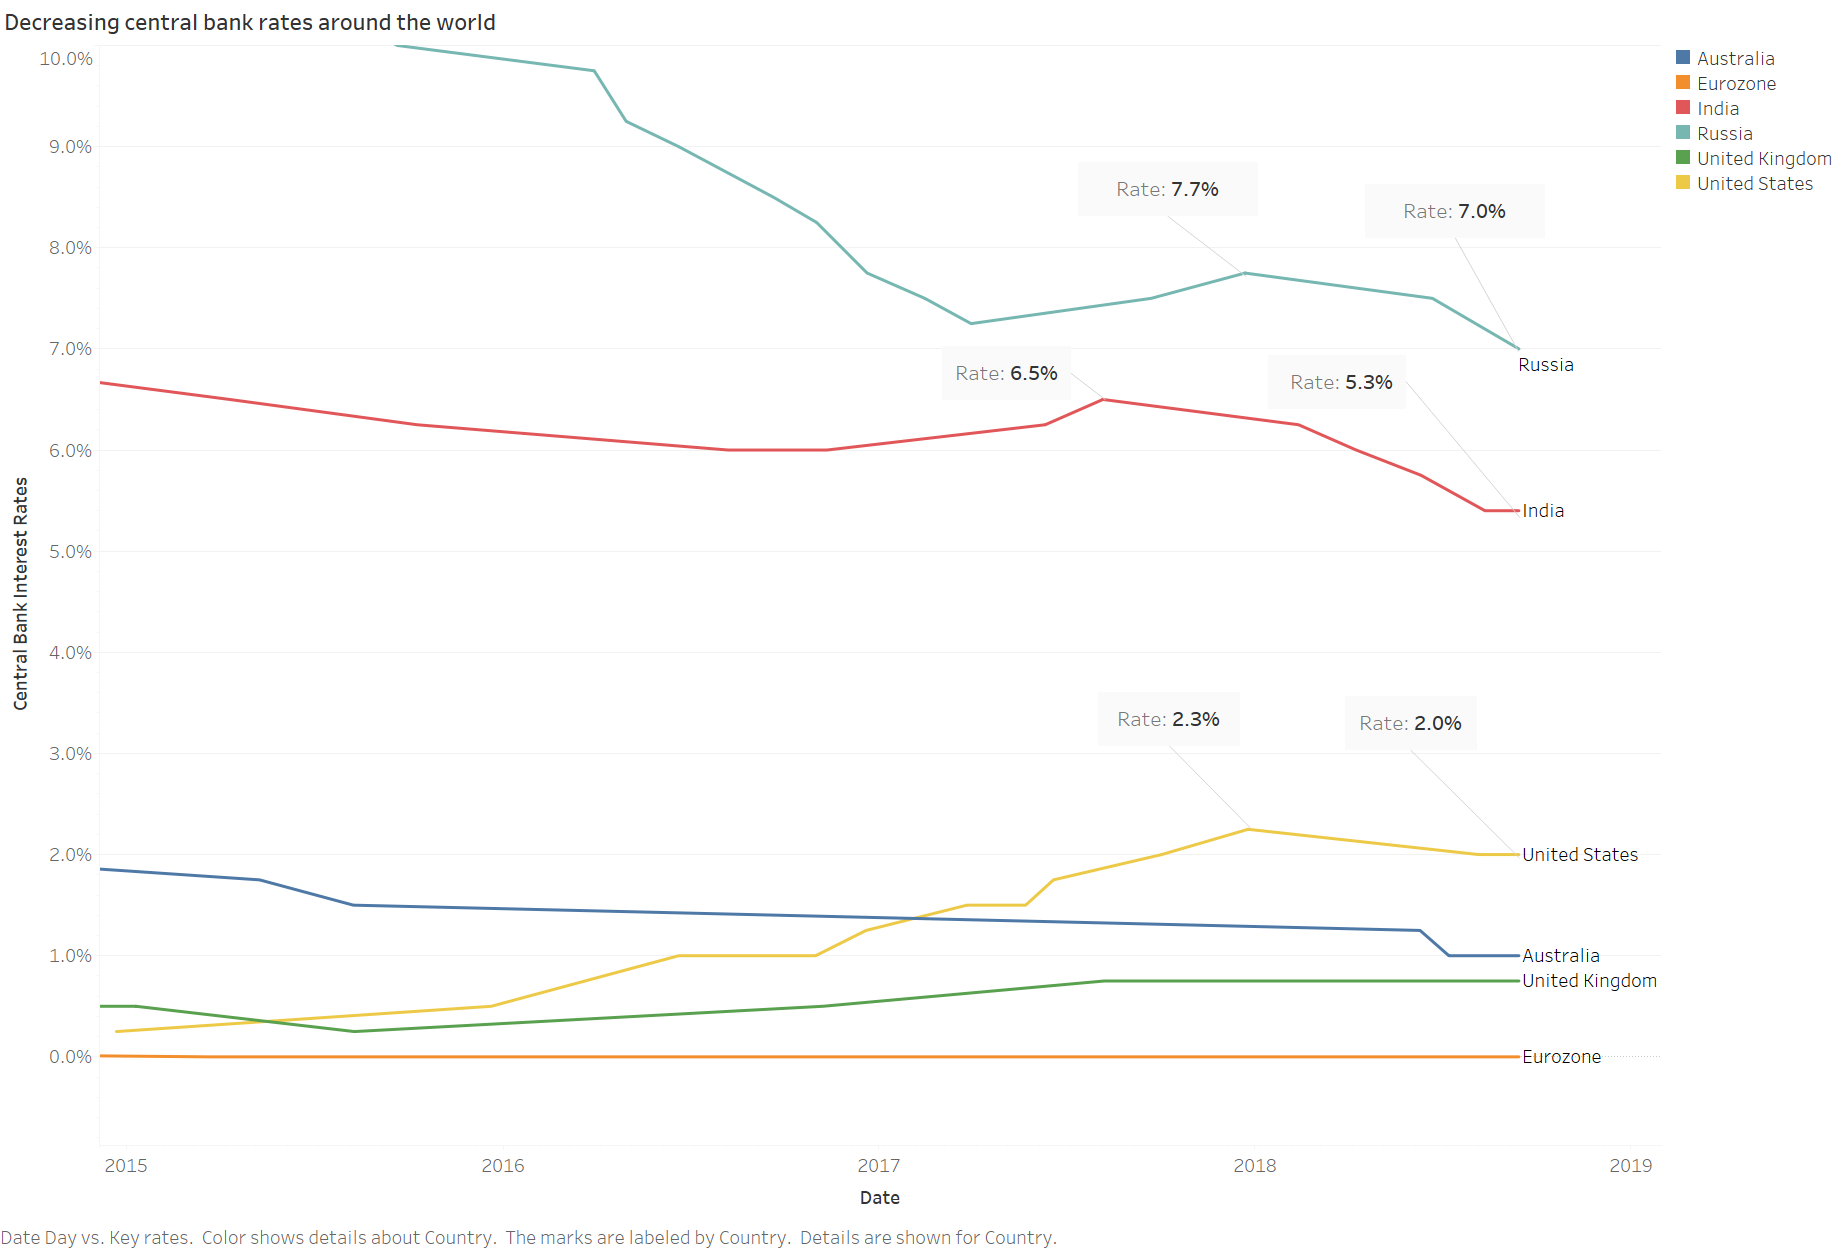 Decreasing central bank rates around the world
10.0%
9.0%
8.0%
7.0%
6.0%
5.0%
4.0%
3.0%
2.0%
1.0%
0.0%
Central Bank Interest Rates
Rate: 7.7%
Rate: 7.0%
Russia
Rate: 6.5%
Rate: 5.3%
India
Rate: 2.3%
Rate: 2.0%
United States
Australia
United Kingdom
Eurozone
2015
2016
2017
2018
2019
Date
Australia
Eurozone
India
Russia
United Kingdom
United States
Date Day vs. Key rates.  Color shows details about Country.  The marks are labeled by Country.  Details are shown for Country.